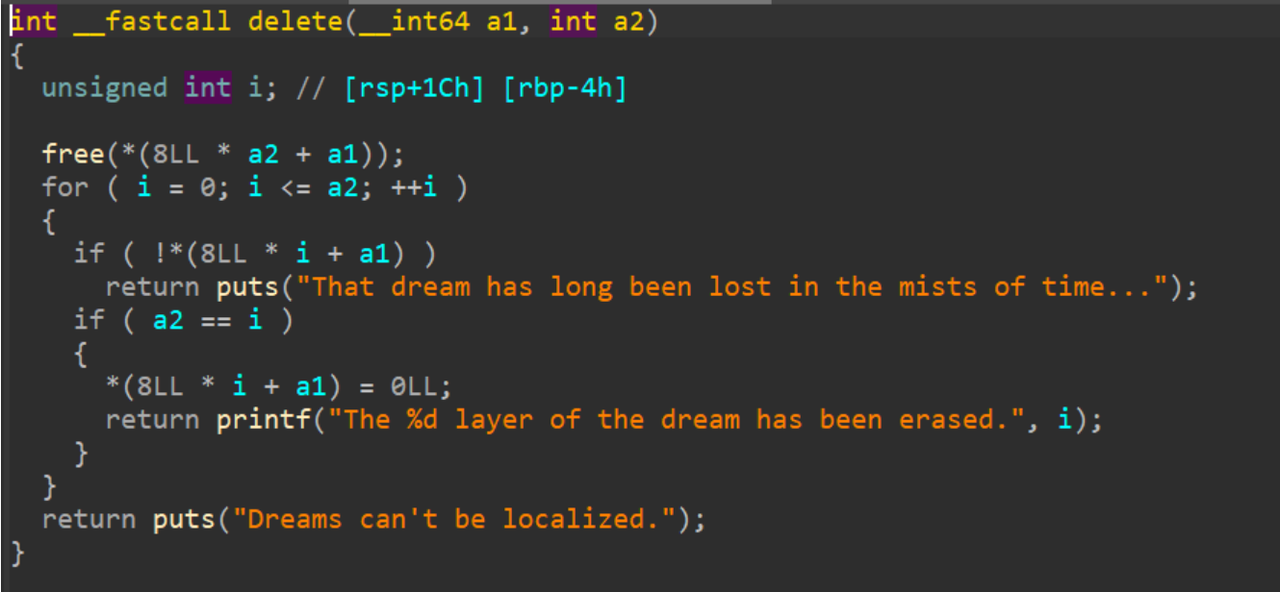 int __fastcall delete(__int64 a1, int a2)
{
  unsigned int i; // [rsp+1Ch] [rbp-4h]

  free(*(8LL * a2 + a1));
  for ( i = 0; i <= a2; ++i )
  {
    if ( !*(8LL * i + a1) )
      return puts("That dream has long been lost in the mists of time...");
    if ( a2 == i )
    {
      *(8LL * i + a1) = 0LL;
      return printf("The %d layer of the dream has been erased.", i);
    }
  }
  return puts("Dreams can't be localized.");
}